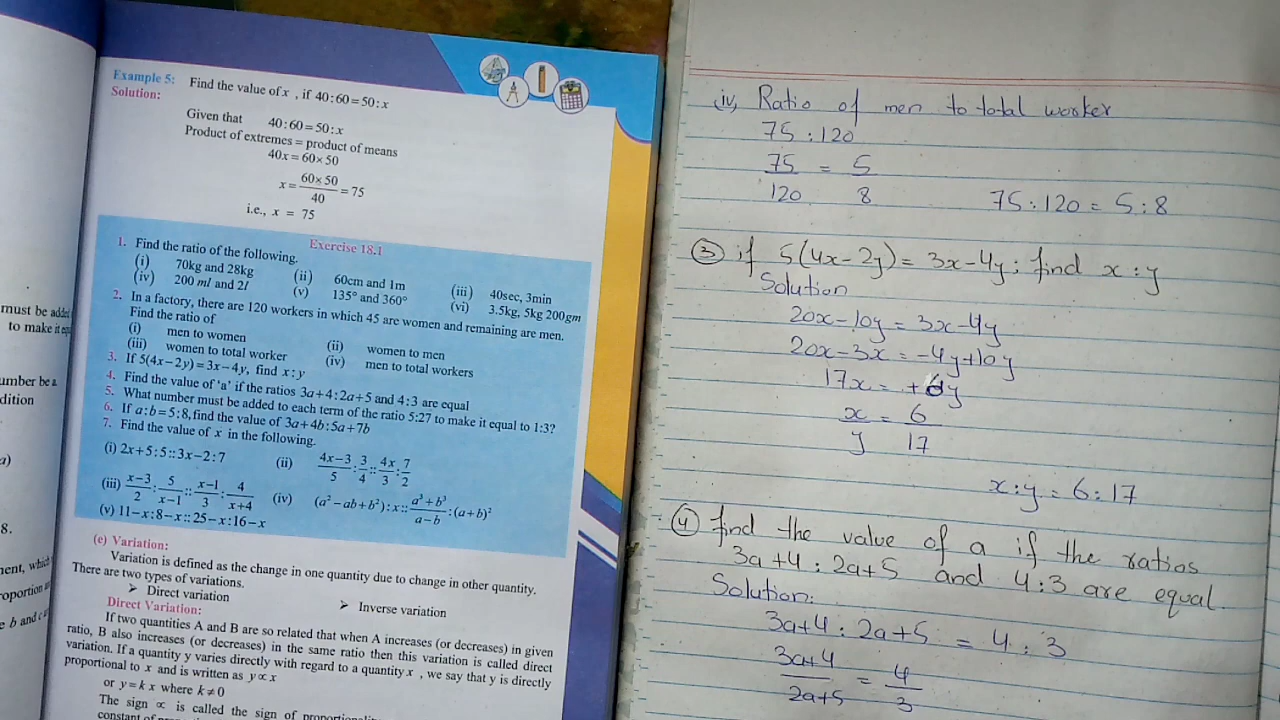 must be added
to make it equ
umber be a
dition
a)
8.
nent, which
oportion
e b and c a
Example 5: Find the value of x , if 40:60=50:x
Solution:
Given that 40:60=50:x
Product of extremes = product of means
40x=60×50
x=60×50/40=75
i.e., x = 75
Exercise 18.1
1. Find the ratio of the following.
(i) 70kg and 28kg (ii) 60cm and 1m (iii) 40sec, 3min
(iv) 200 ml and 2l (v) 135° and 360° (vi) 3.5kg, 5kg 200gm
2. In a factory, there are 120 workers in which 45 are women and remaining are men.
Find the ratio of
(i) men to women (ii) women to men
(iii) women to total worker (iv) men to total workers
3. If 5(4x−2y)=3x−4y, find x:y
4. Find the value of 'a' if the ratios 3a+4:2a+5 and 4:3 are equal
5. What number must be added to each term of the ratio 5:27 to make it equal to 1:3?
6. If a:b=5:8,find the value of 3a+4b:5a+7b
7. Find the value of x in the following.
(i) 2x+5:5::3x−2:7 (ii) 4x−3/5:3/4::4x/3:7/2
(iii) x−3/2:5/x−1::x−1/3:4/x+4 (iv) (a²−ab+b²):x::a³+b³/a−b:(a+b)²
(v) 11−x:8−x::25−x:16−x
(e) Variation:
Variation is defined as the change in one quantity due to change in other quantity.
There are two types of variations.
➢ Direct variation ➢ Inverse variation
Direct Variation:
If two quantities A and B are so related that when A increases (or decreases) in given
ratio, B also increases (or decreases) in the same ratio then this variation is called direct
variation. If a quantity y varies directly with regard to a quantity x , we say that y is directly
proportional to x and is written as y∝x
or y=k x where k≠0
The sign ∝ is called the sign of
constant of
iv, Ratio of men to total worker
75 : 120
75/120 = 5/8
75:120 = 5:8
③ if 5(4x-2y)= 3x-4y; find x:y
Solution
20x-10y = 3x-4y
20x-3x = -4y+10y
17x = +6y
x/y = 6/17
x:y = 6:17
④ find the value of a if the ratios
3a+4 : 2a+5 and 4:3 are equal.
Solution:
3a+4 : 2a+5 = 4 : 3
3a+4/2a+5 = 4/3